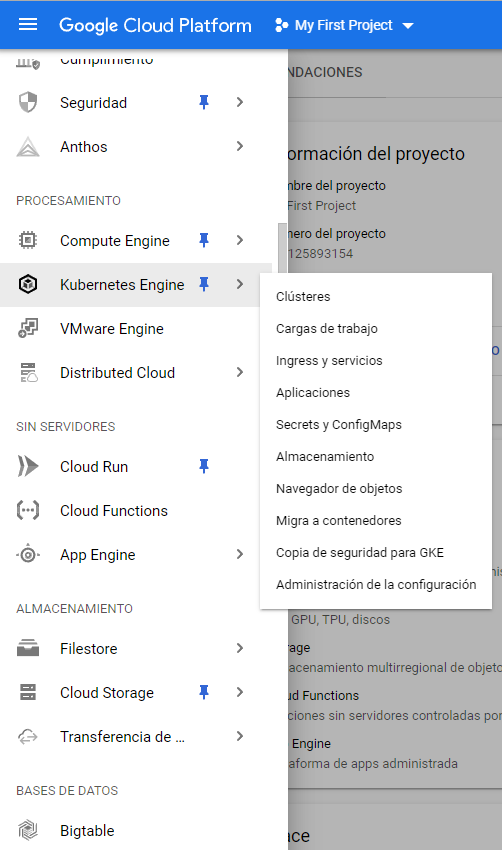 Google Cloud Platform
My First Project
Cumplimiento
NDACIONES
Seguridad
Anthos
ormación del proyecto
mbre del proyecto
First Project
nero del proyecto
125893154
PROCESAMIENTO
Compute Engine
Kubernetes Engine
VMware Engine
Distributed Cloud
Clústeres
Cargas de trabajo
Ingress y servicios
Aplicaciones
Secrets y ConfigMaps
Almacenamiento
Navegador de objetos
Migra a contenedores
Copia de seguridad para GKE
Administración de la configuración
O
SIN SERVIDORES
Cloud Run
Cloud Functions
App Engine
ALMACENAMIENTO
Filestore
Cloud Storage
Transferencia de ...
BASES DE DATOS
Bigtable
nis
GPU, TPU, discos
rage
acenamiento multirregional de objeto
ud Functions
ciones sin servidores controladas por
Engine
aforma de apps administrada
ace